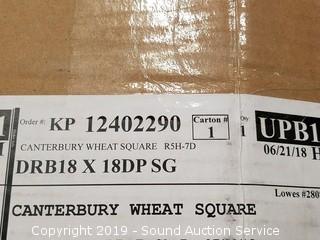 Order #: KP 12402290 Carton # 1 Qty 1 UPB1
06/21/18 H
CANTERBURY WHEAT SQUARE R5H-7D
DRB18 X 18DP SG
Lowes #280
CANTERBURY WHEAT SQUARE
Copyright 2019 - Sound Auction Service